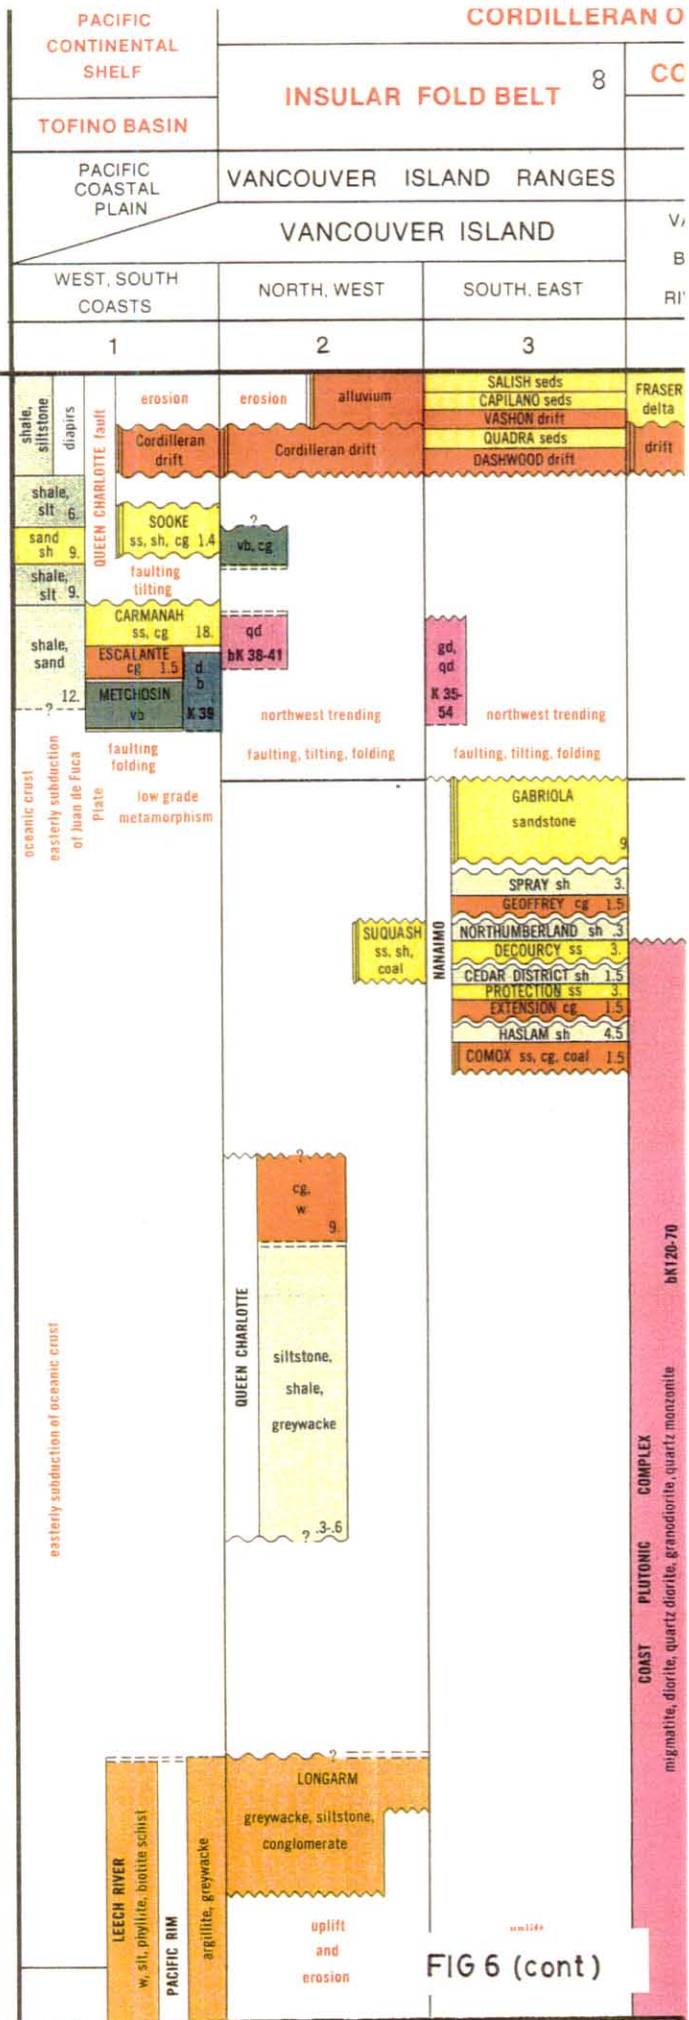 PACIFIC
CONTINENTAL
SHELF
CORDILLERAN O
INSULAR FOLD BELT
8
CO
TOFINO BASIN
PACIFIC
COASTAL
PLAIN
VANCOUVER ISLAND RANGES
VANCOUVER ISLAND
VA
B
RI
WEST, SOUTH
COASTS
NORTH, WEST
SOUTH, EAST
1
2
3
shale,
siltstone
diapirs
QUEEN CHARLOTTE fault
erosion
Cordilleran
drift
erosion
alluvium
Cordilleran drift
SALISH seds
CAPILANO seds
VASHON drift
QUADRA seds
DASHWOOD drift
FRASER
delta
drift
shale,
slt 6.
sand
sh 9.
shale,
slt 9.
shale,
sand
12.
?
SOOKE
ss, sh, cg 1.4
faulting
tilting
CARMANAH
ss, cg 18.
ESCALANTE
cg 1.5
METCHOSIN
vb
d
b
K 39
?
vb, cg
qd
bK 38-41
gd,
qd
K 35-
54
northwest trending
faulting, tilting, folding
northwest trending
faulting, tilting, folding
faulting
folding
low grade
metamorphism
oceanic crust
easterly subduction
of Juan de Fuca
Plate
NANAIMO
GABRIOLA
sandstone
9
SPRAY sh 3.
GEOFFREY cg 1.5
NORTHUMBERLAND sh .3
DECOURCY ss 3.
CEDAR DISTRICT sh 1.5
PROTECTION ss 3.
EXTENSION cg 1.5
HASLAM sh 4.5
COMOX ss, cg, coal 1.5
SUQUASH
ss, sh,
coal
QUEEN CHARLOTTE
?
cg,
w
9.
siltstone,
shale,
greywacke
? .3-.6
easterly subduction of oceanic crust
COAST PLUTONIC COMPLEX
migmatite, diorite, quartz diorite, granodiorite, quartz monzonite bK120-70
LEECH RIVER
w, slt, phyllite, biotite schist
PACIFIC RIM
argillite, greywacke
?
LONGARM
greywacke, siltstone,
conglomerate
uplift
and
erosion
uplift
FIG 6 (cont)